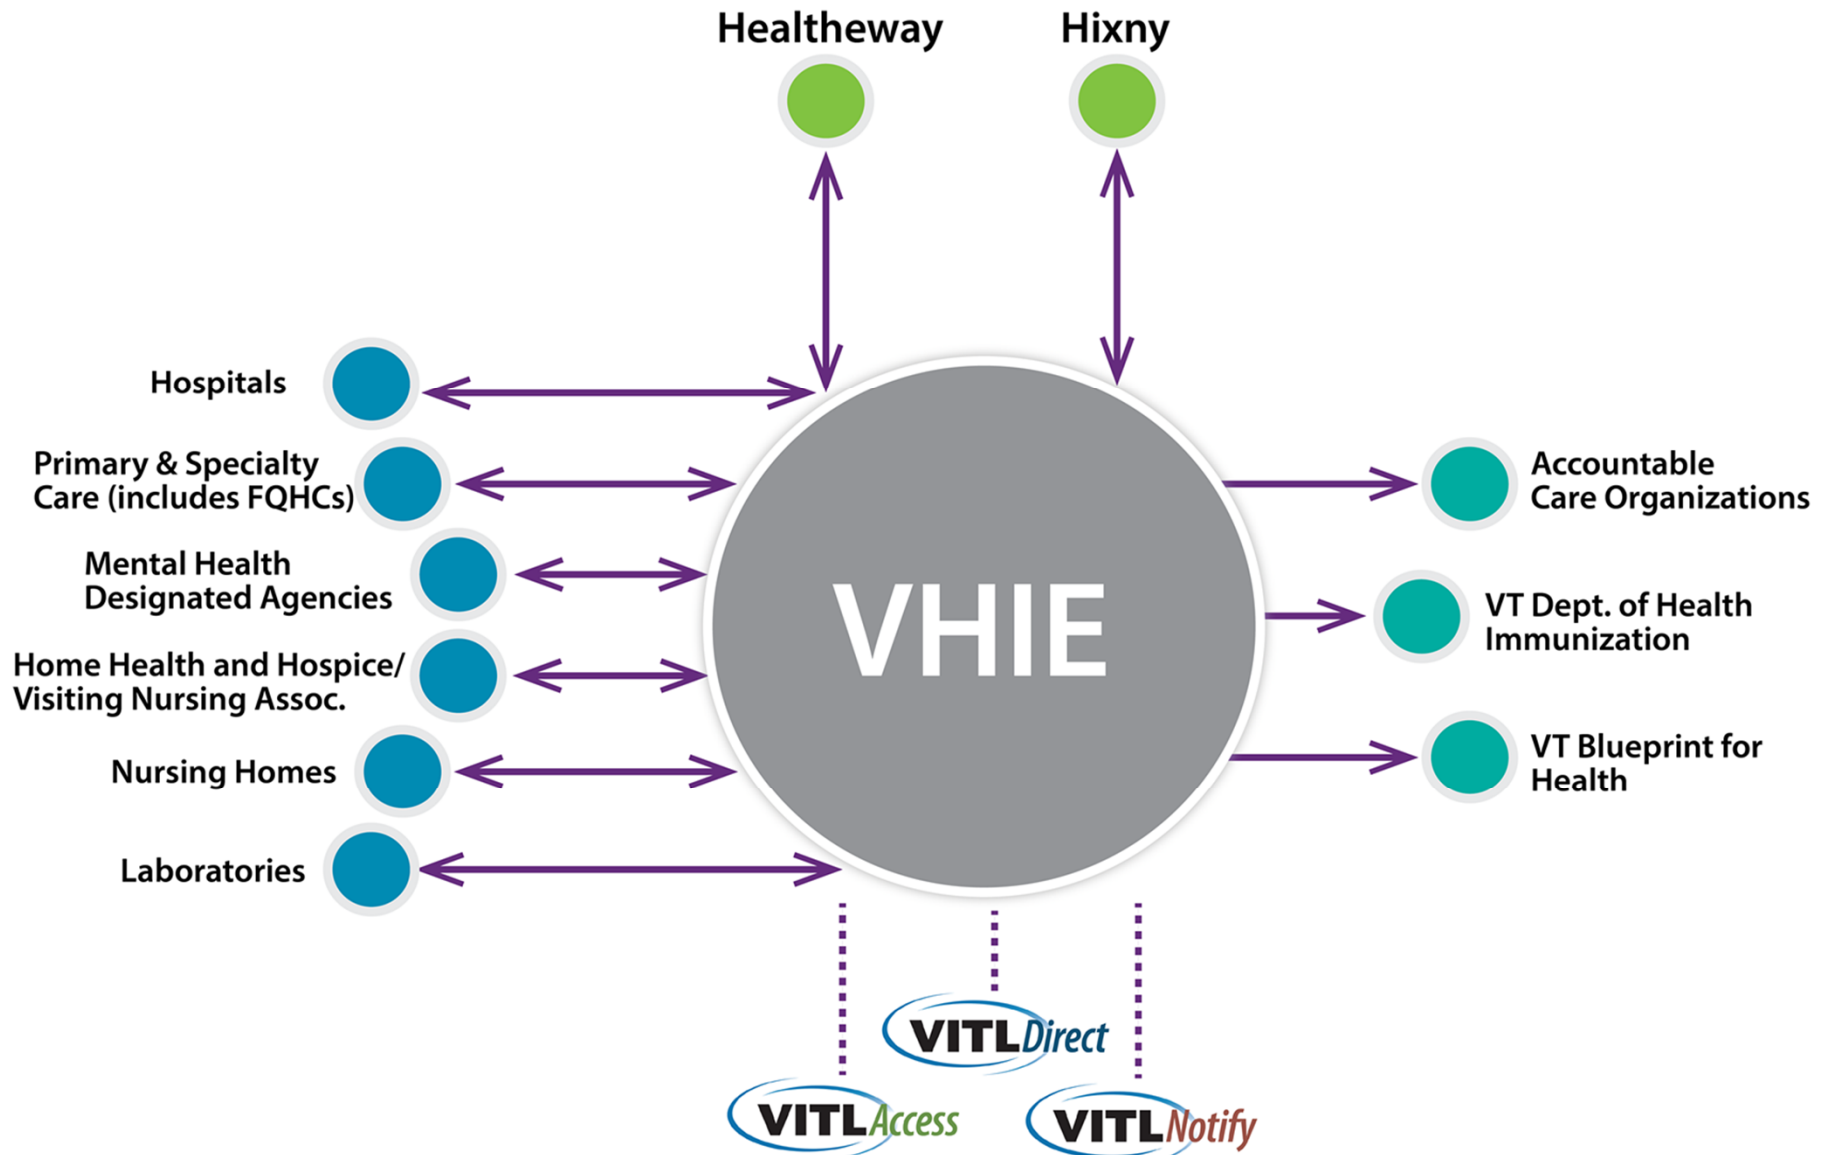 Healtheway
Hixny
Hospitals
Primary & Specialty
Care (includes FQHCs)
Mental Health
Designated Agencies
Home Health and Hospice/
Visiting Nursing Assoc.
Nursing Homes
Laboratories
VHIE
Accountable
Care Organizations
VT Dept. of Health
Immunization
VT Blueprint for
Health
VITLDirect
VITLAccess
VITLNotify